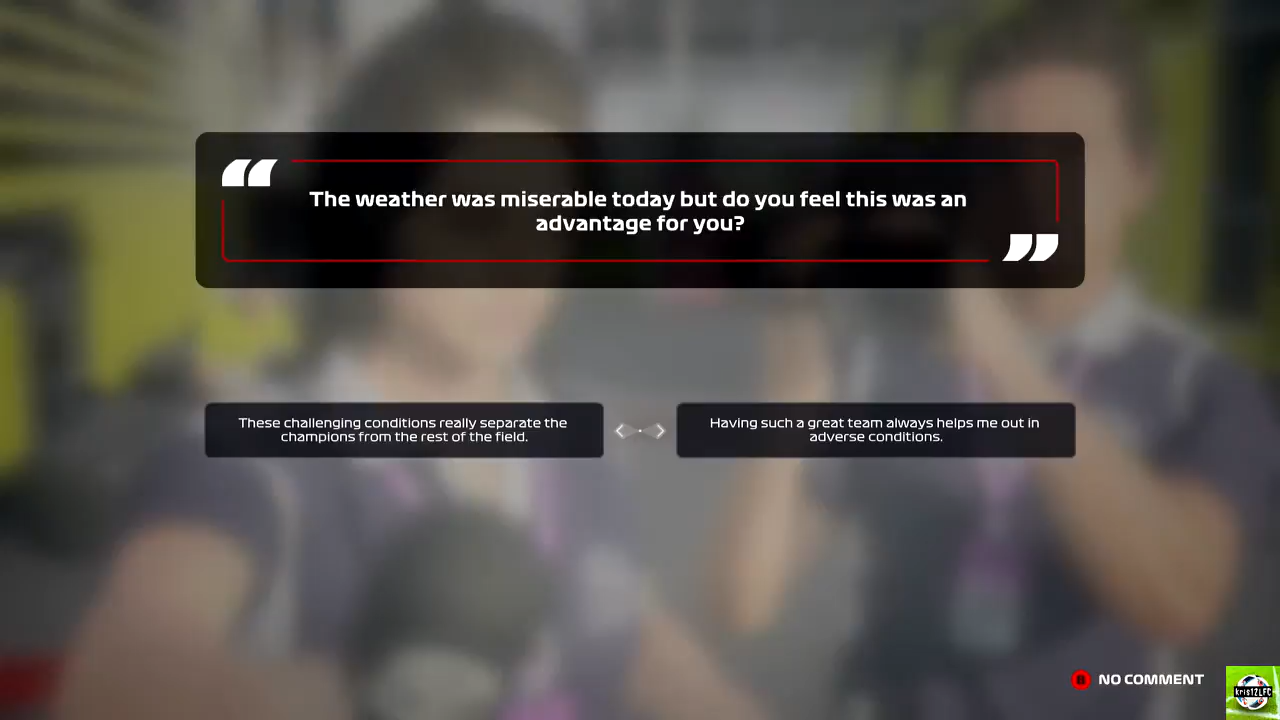 The weather was miserable today but do you feel this was an
advantage for you?
These challenging conditions really separate the
champions from the rest of the field.
Having such a great team always helps me out in
adverse conditions.
B NO COMMENT
kris12LFC